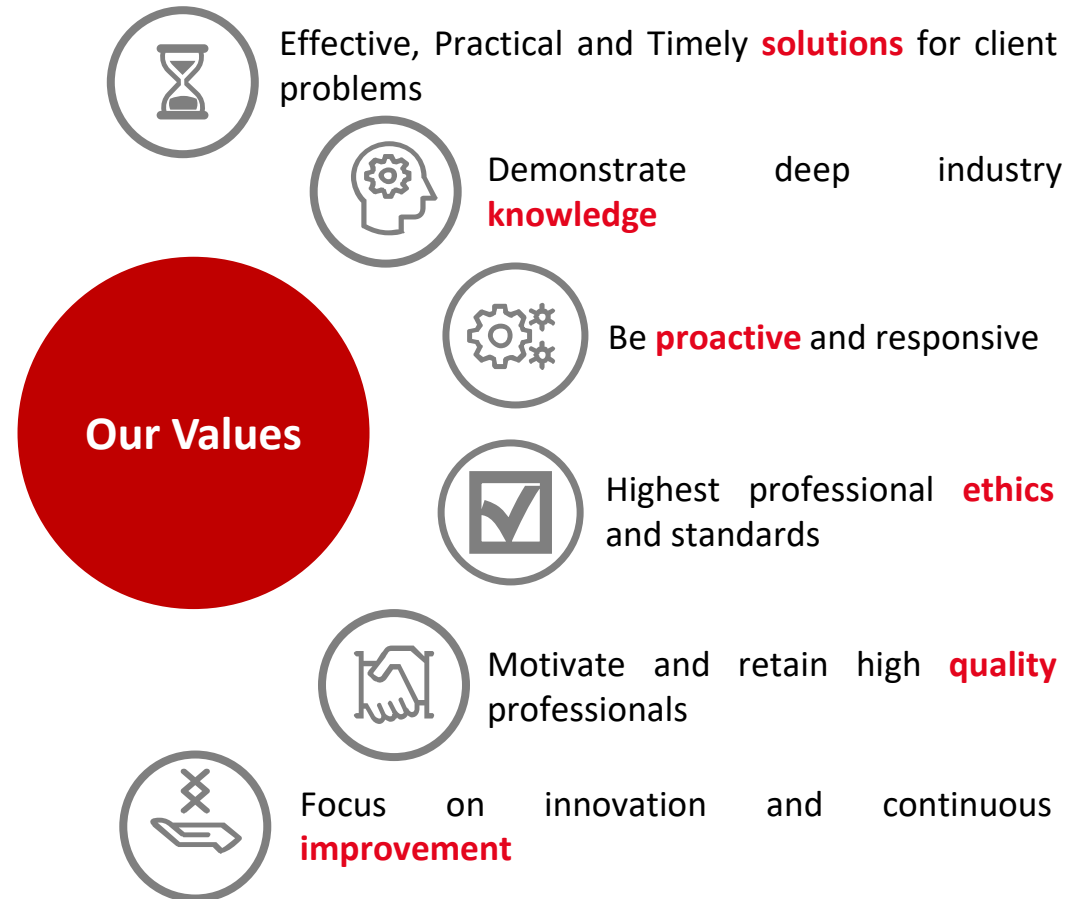 Effective, Practical and Timely solutions for client
problems
Demonstrate deep industry
knowledge
Be proactive and responsive
Our Values
Highest professional ethics
and standards
Motivate and retain high quality
professionals
Focus on innovation and continuous
improvement